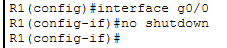 R1(config)#interface g0/0
R1(config-if)#no shutdown
R1(config-if)#